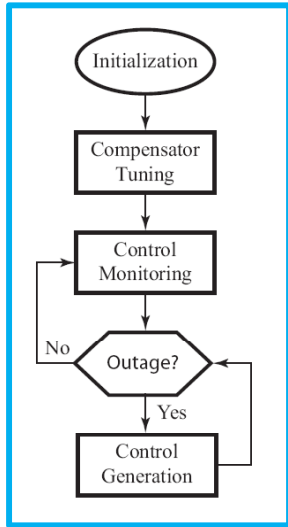 Initialization
Compensator
Tuning
Control
Monitoring
No
Outage?
Yes
Control
Generation